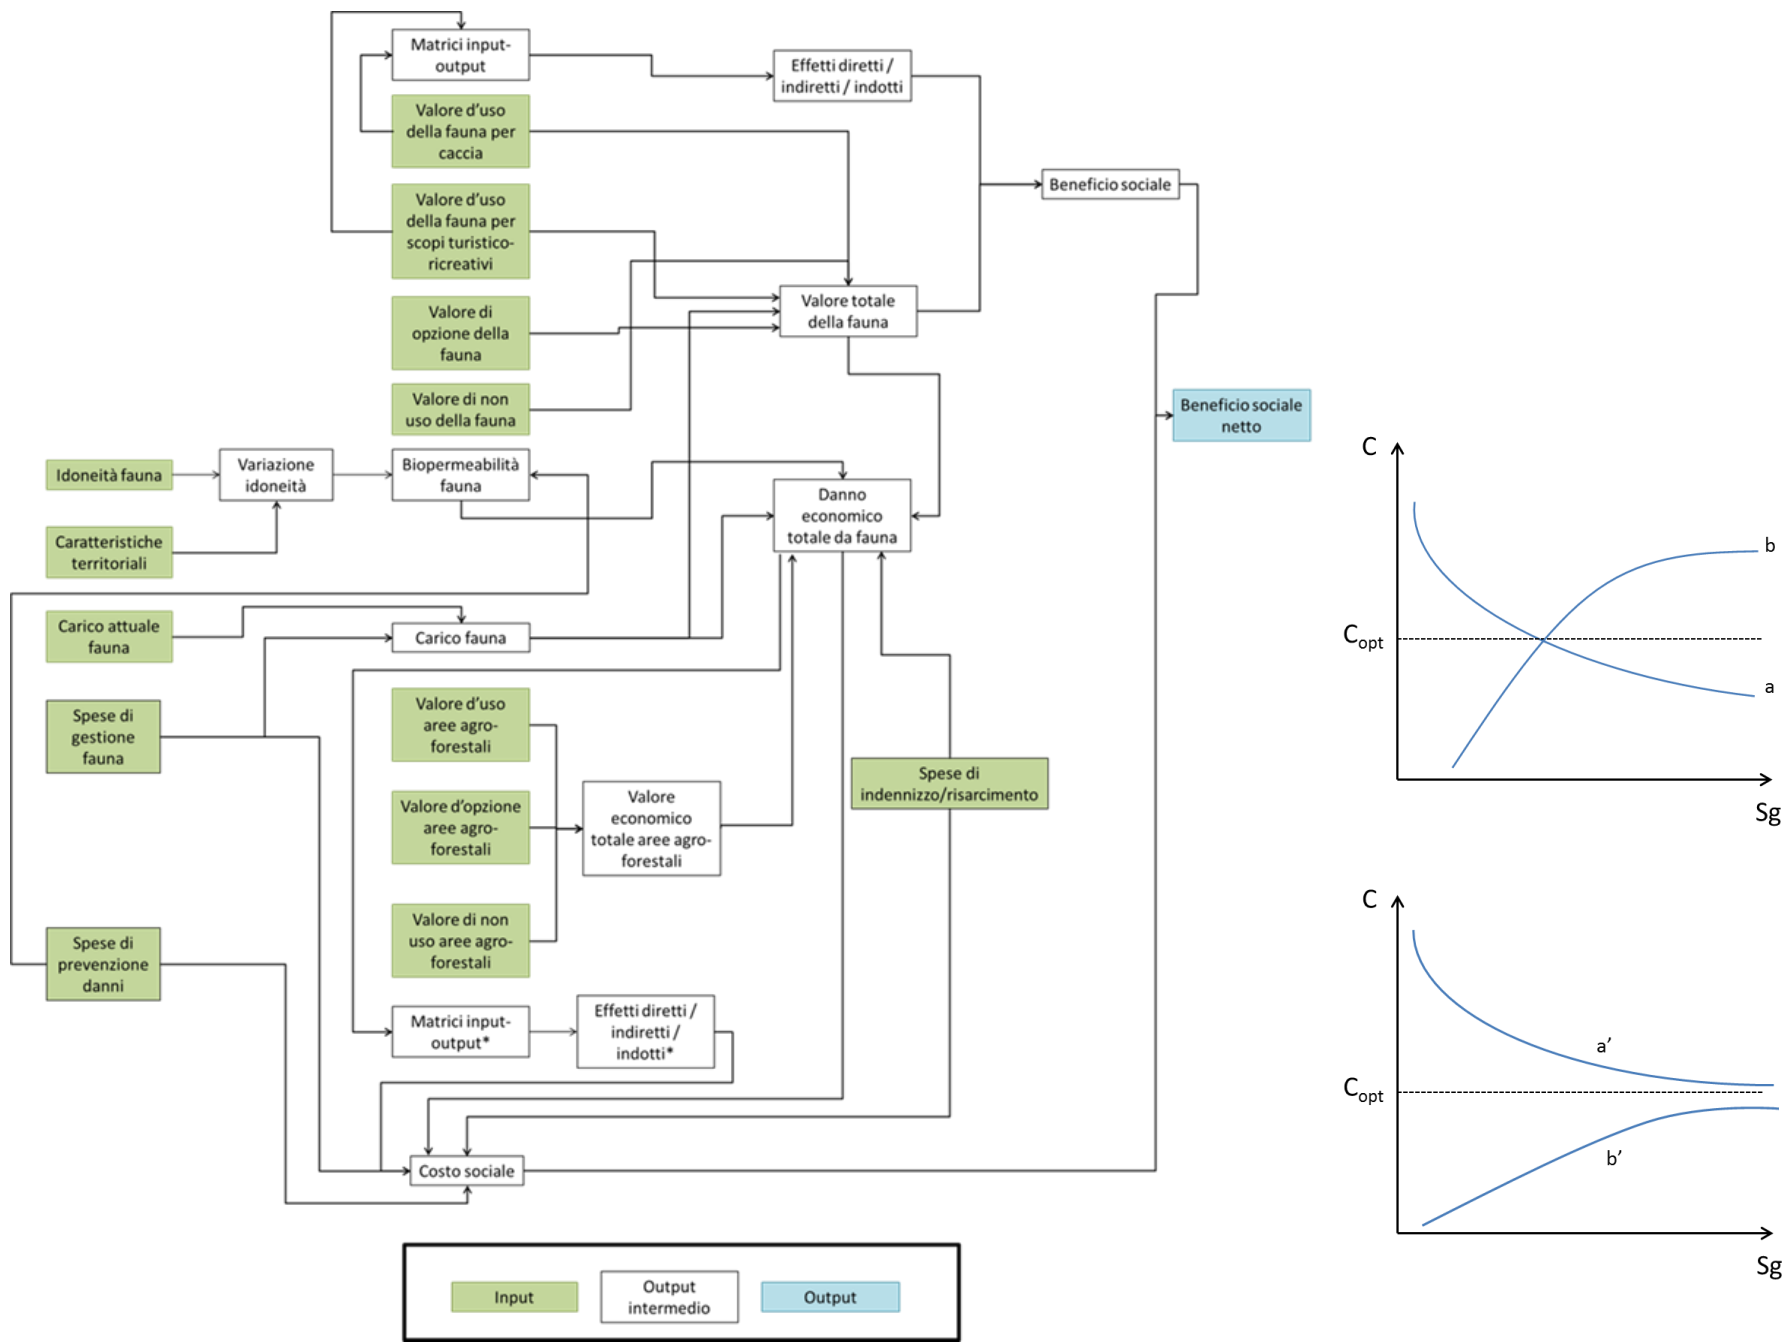 Matrici input-
output
Effetti diretti /
indiretti / indotti
Valore d'uso
della fauna per
caccia
Beneficio sociale
Valore d'uso
della fauna per
scopi turistico-
ricreativi
Valore totale
della fauna
Valore di
opzione della
fauna
Valore di non
uso della fauna
Beneficio sociale
netto
Idoneità fauna
Variazione
idoneità
Biopermeabilità
fauna
Danno
economico
totale da fauna
Caratteristiche
territoriali
Carico attuale
fauna
Carico fauna
Spese di
gestione
fauna
Valore d'uso
aree agro-
forestali
Spese di
indennizzo/risarcimento
Valore d'opzione
aree agro-
forestali
Valore
economico
totale aree agro-
forestali
Valore di non
uso aree agro-
forestali
Spese di
prevenzione
danni
Matrici input-
output*
Effetti diretti /
indiretti /
indotti*
Costo sociale
Input
Output
intermedio
Output
C
b
Copt
a
Sg
C
a'
Copt
b'
Sg